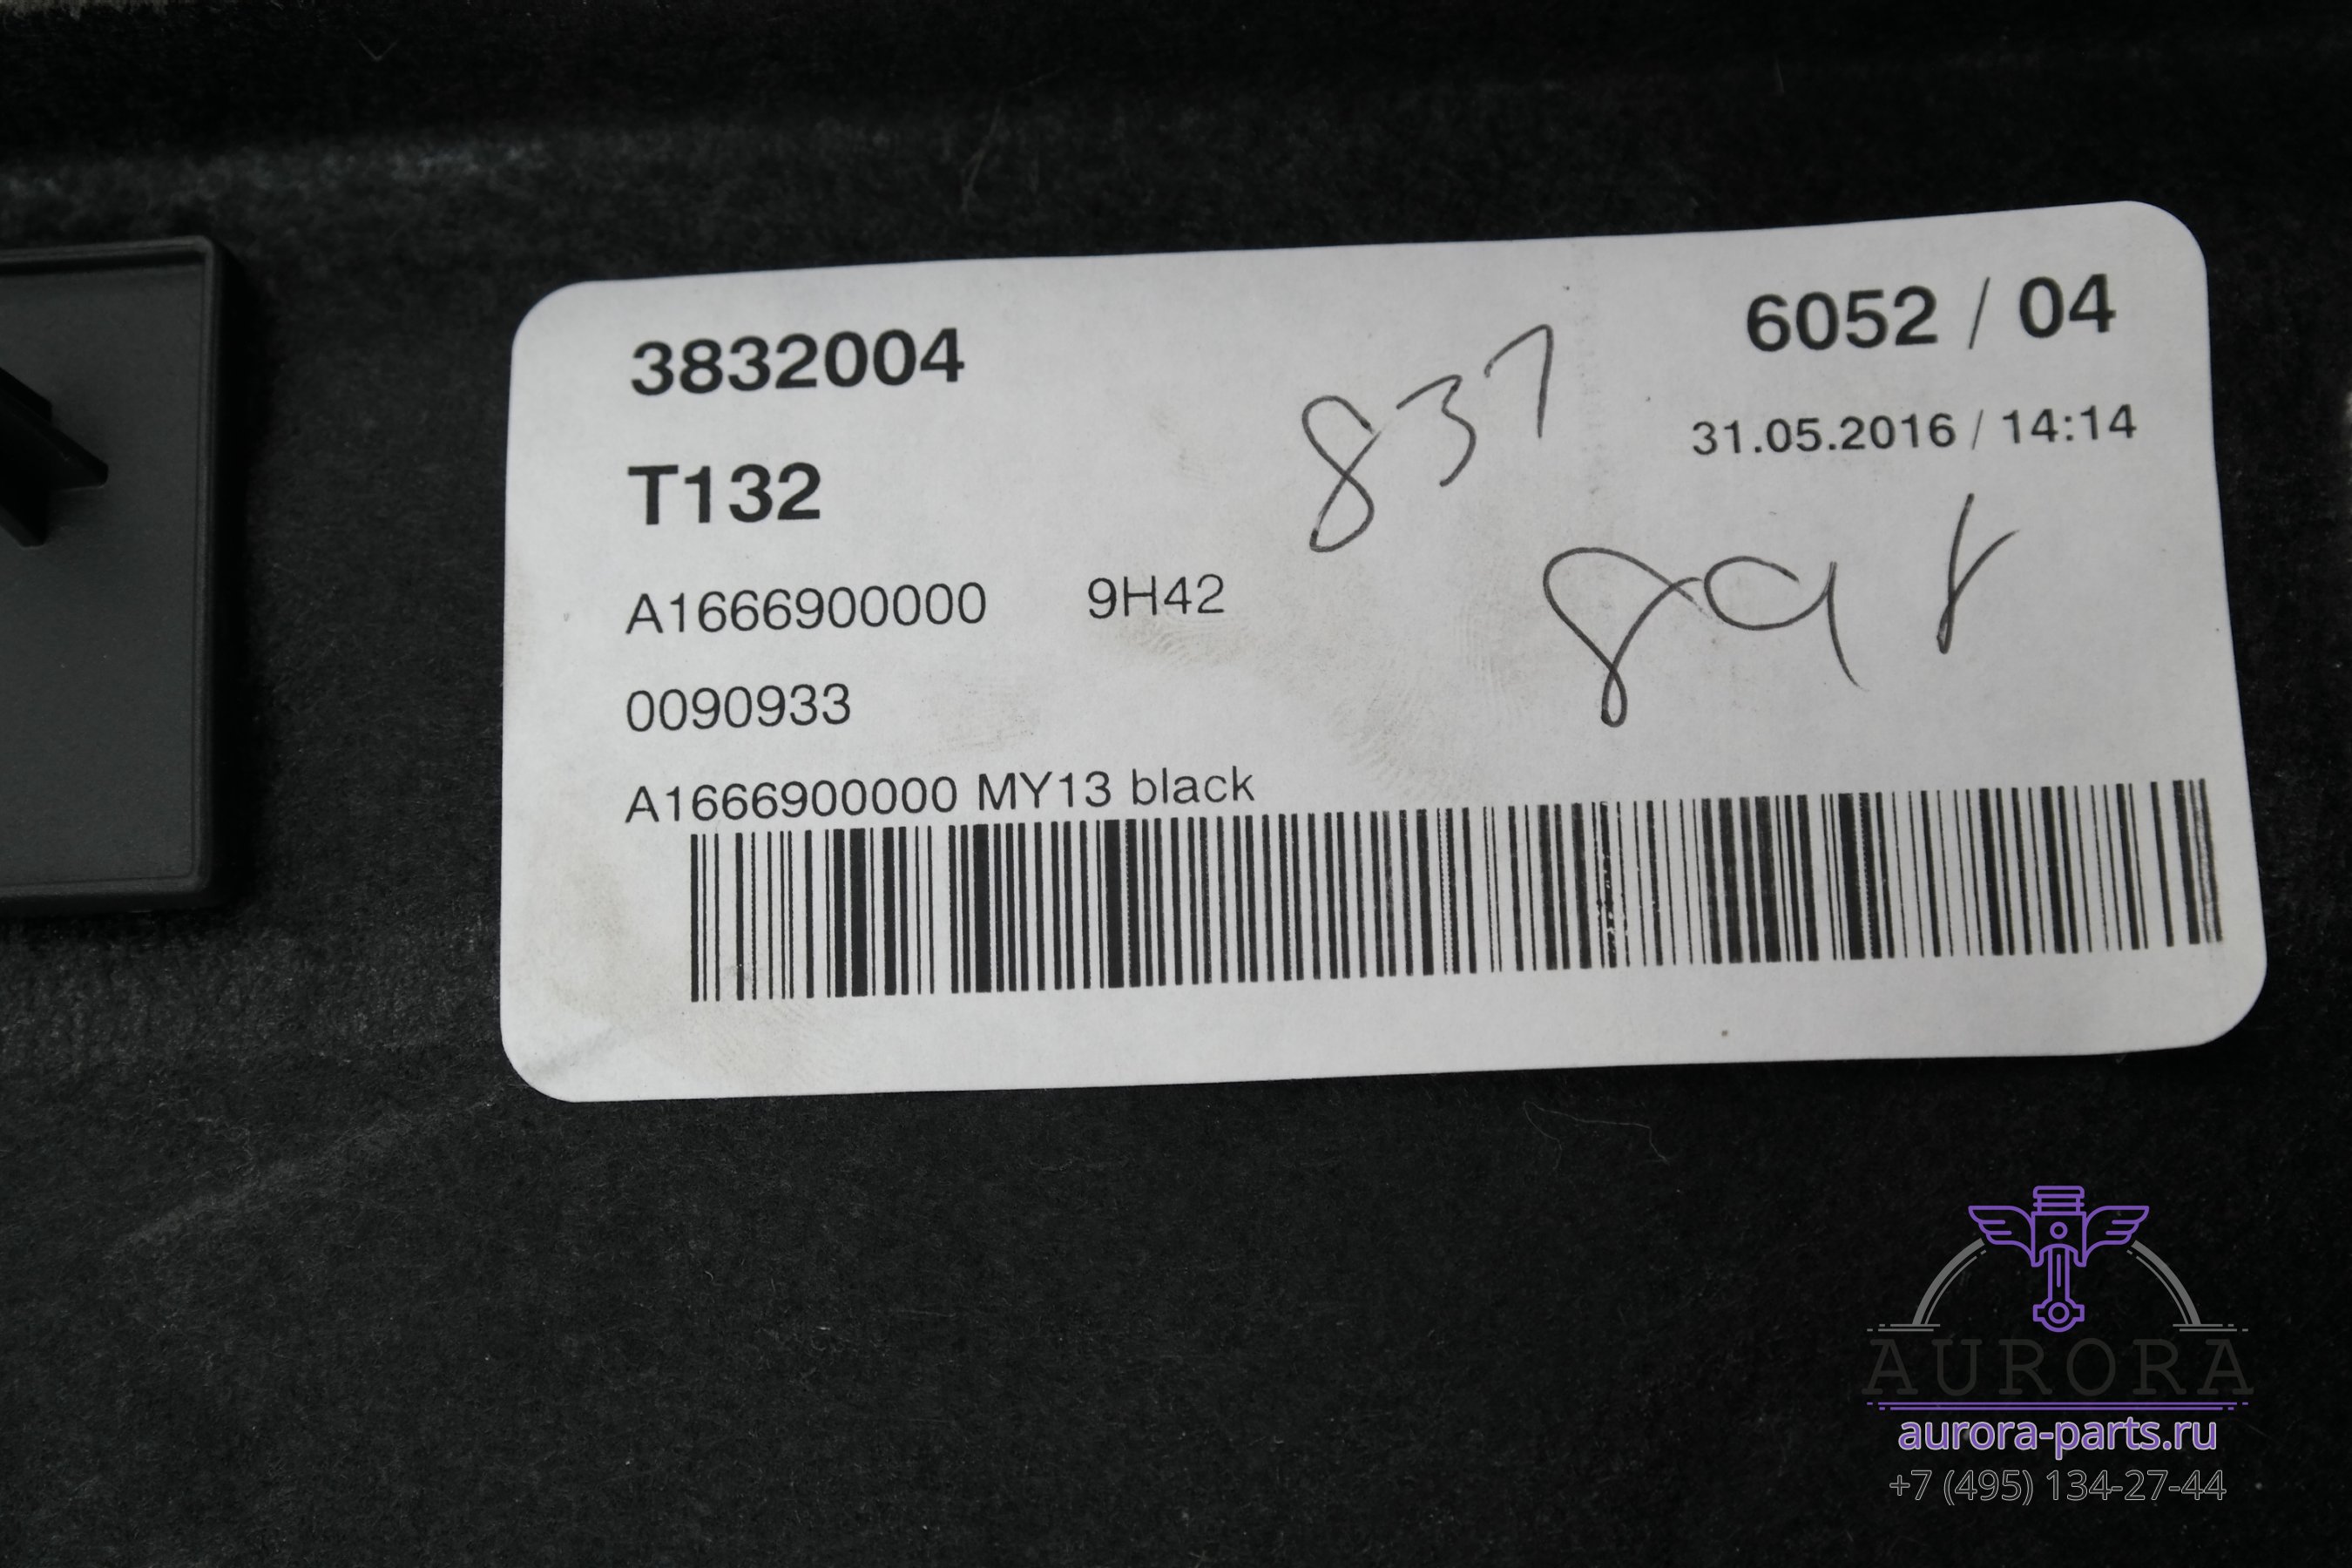 3832004
6052 / 04
31.05.2016 / 14:14
837
T132
A1666900000 9H42
0090933
A1666900000 MY13 black
AURORA
aurora-parts.ru
+7 (495) 134-27-44